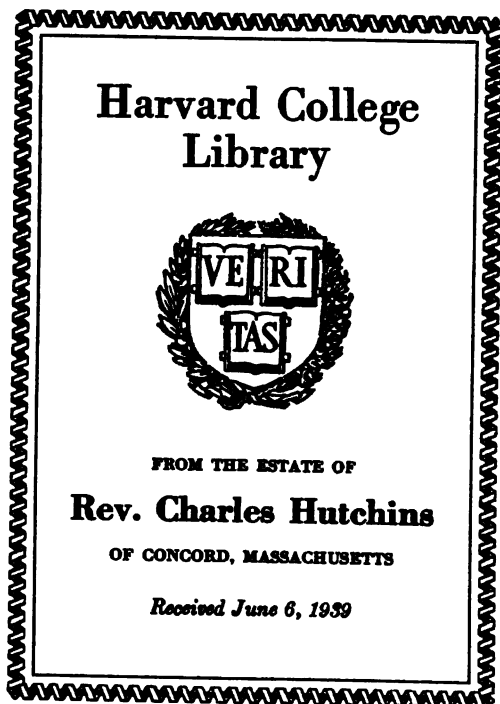 Harvard College
Library
VE RI
TAS
FROM THE ESTATE OF
Rev. Charles Hutchins
OF CONCORD, MASSACHUSETTS
Received June 6, 1939